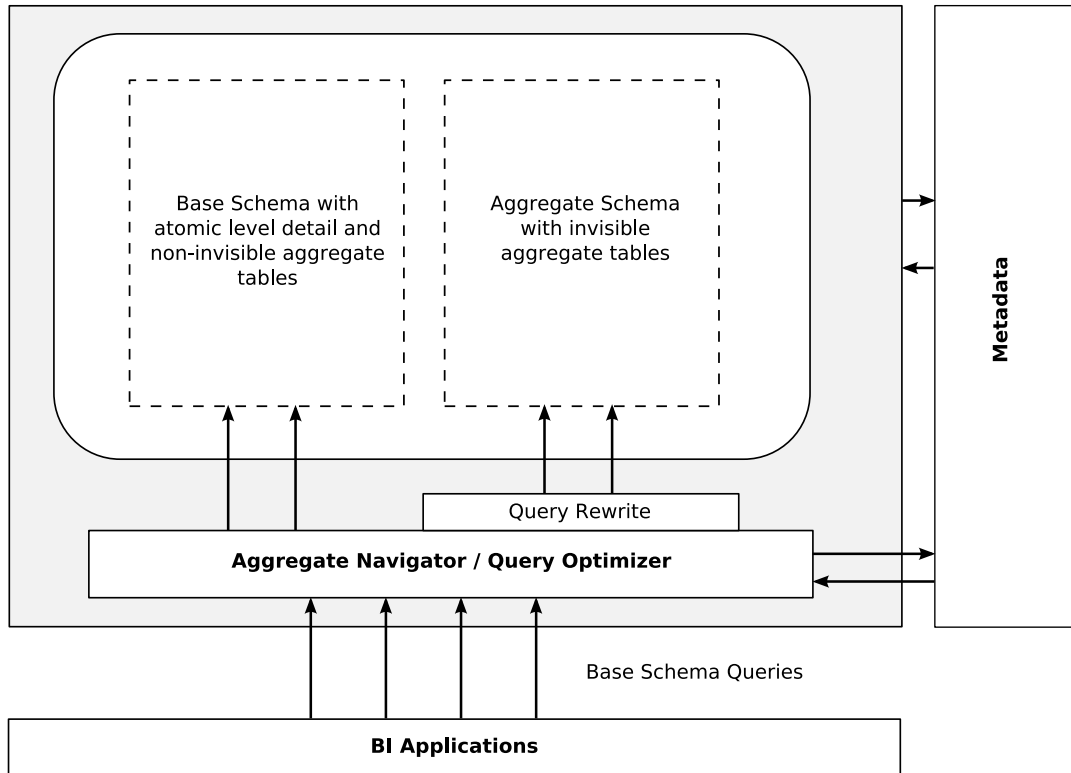 Base Schema with
atomic level detail and
non-invisible aggregate
tables
Aggregate Schema
with invisible
aggregate tables
Metadata
Query Rewrite
Aggregate Navigator / Query Optimizer
Base Schema Queries
BI Applications